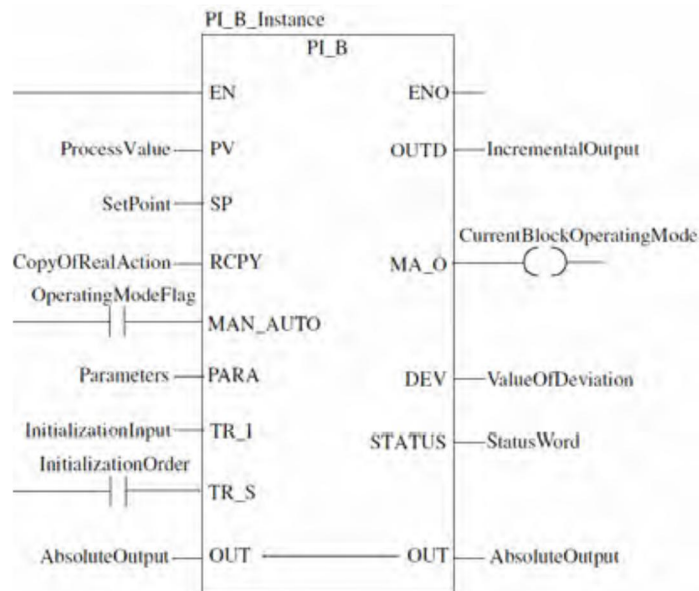 PI_B_Instance
PI_B
EN ENO
ProcessValue PV OUTD IncrementalOutput
SetPoint SP
CurrentBlockOperatingMode
CopyOfRealAction RCPY MA_O
OperatingModeFlag
MAN_AUTO
Parameters PARA DEV ValueOfDeviation
InitializationInput TR_I STATUS StatusWord
InitializationOrder
TR_S
AbsoluteOutput OUT OUT AbsoluteOutput